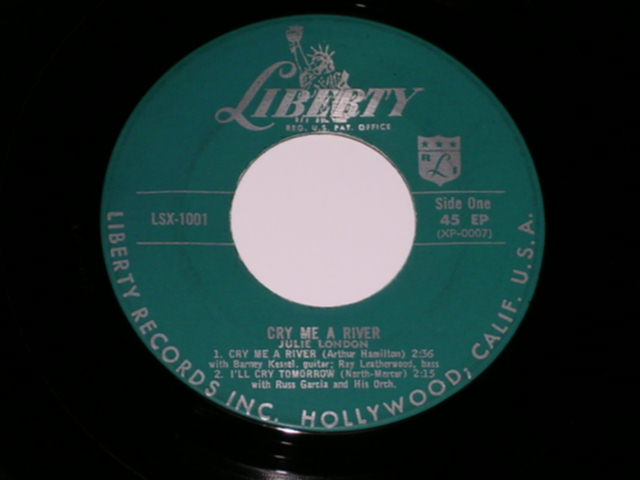 LIBERTY
REG. U.S. PAT. OFFICE
R L I
LSX-1001
Side One
45 EP
(XP-0007)
CRY ME A RIVER
JULIE LONDON
1. CRY ME A RIVER (Arthur Hamilton) 2:36
with Barney Kessel, guitar; Ray Leatherwood, bass
2. I'LL CRY TOMORROW (North-Mercer) 2:15
with Russ Garcia and His Orch.
LIBERTY RECORDS INC. HOLLYWOOD; CALIF. U.S.A.